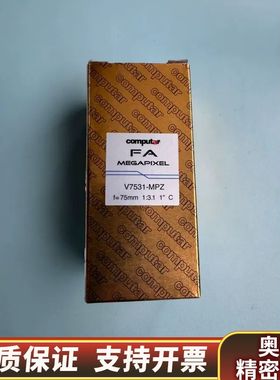 computar
FA
MEGAPIXEL
V7531-MPZ
f=75mm 1:3.1 1" C
质保证 支持开票
奥
精密